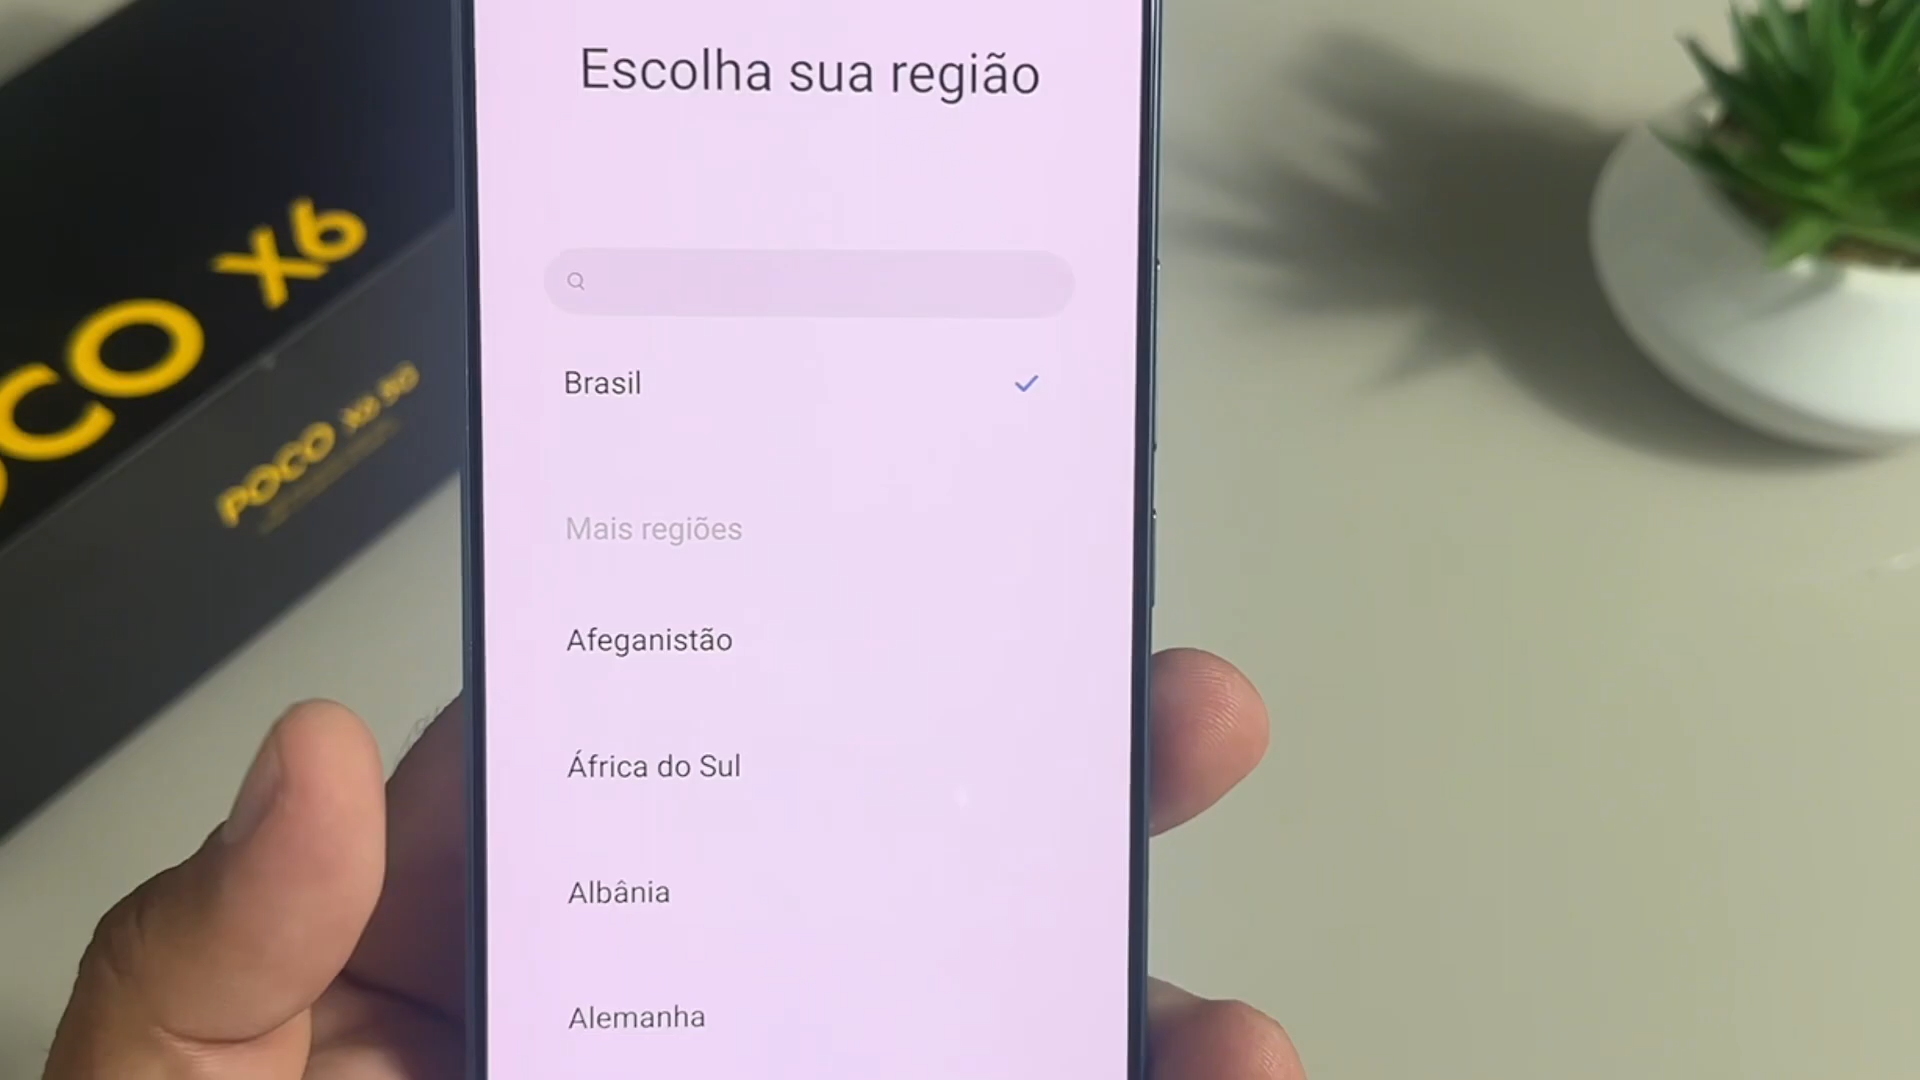 POCO X6
POCO X6 5G
Escolha sua região
Brasil
Mais regiões
Afeganistão
África do Sul
Albânia
Alemanha